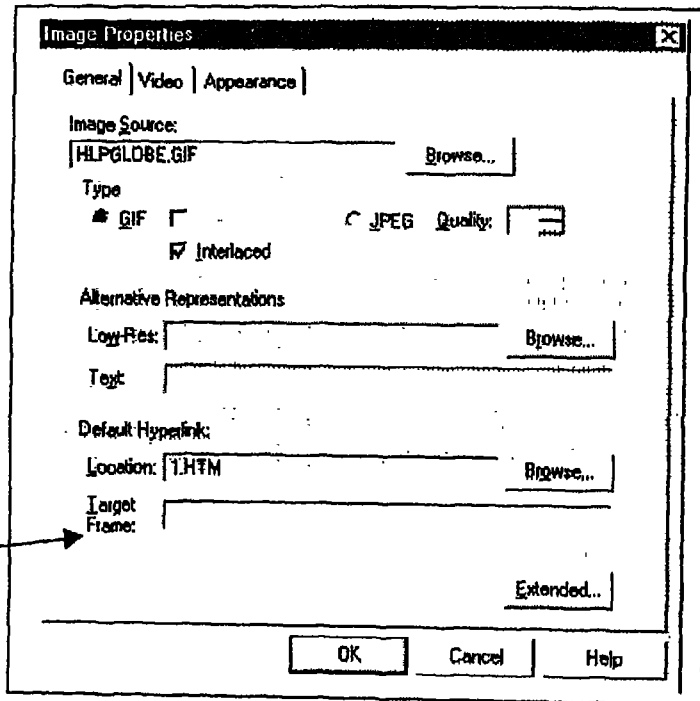 Image Properties
General Video Appearance
Image Source:
HLPGLOBE.GIF Browse...
Type
GIF JPEG Quality:
Interlaced
Alternative Representations
Low-Res: Browse...
Text:
Default Hyperlink:
Location: 1.HTM Browse...
Target
Frame:
Extended...
OK Cancel Help